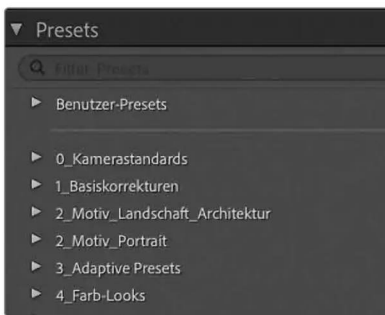 Presets
Filter Presets
Benutzer-Presets
0_Kamerastandards
1_Basiskorrekturen
2_Motiv_Landschaft_Architektur
2_Motiv_Portrait
3_Adaptive Presets
4_Farb-Looks